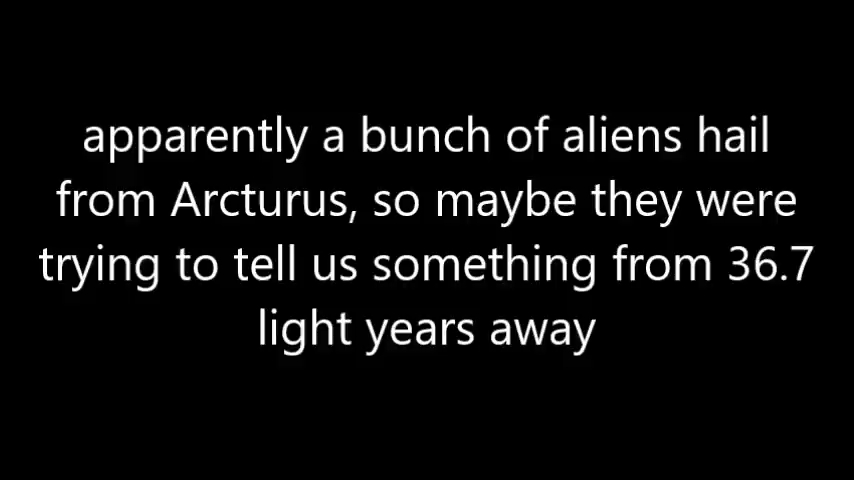 apparently a bunch of aliens hail
from Arcturus, so maybe they were
trying to tell us something from 36.7
light years away